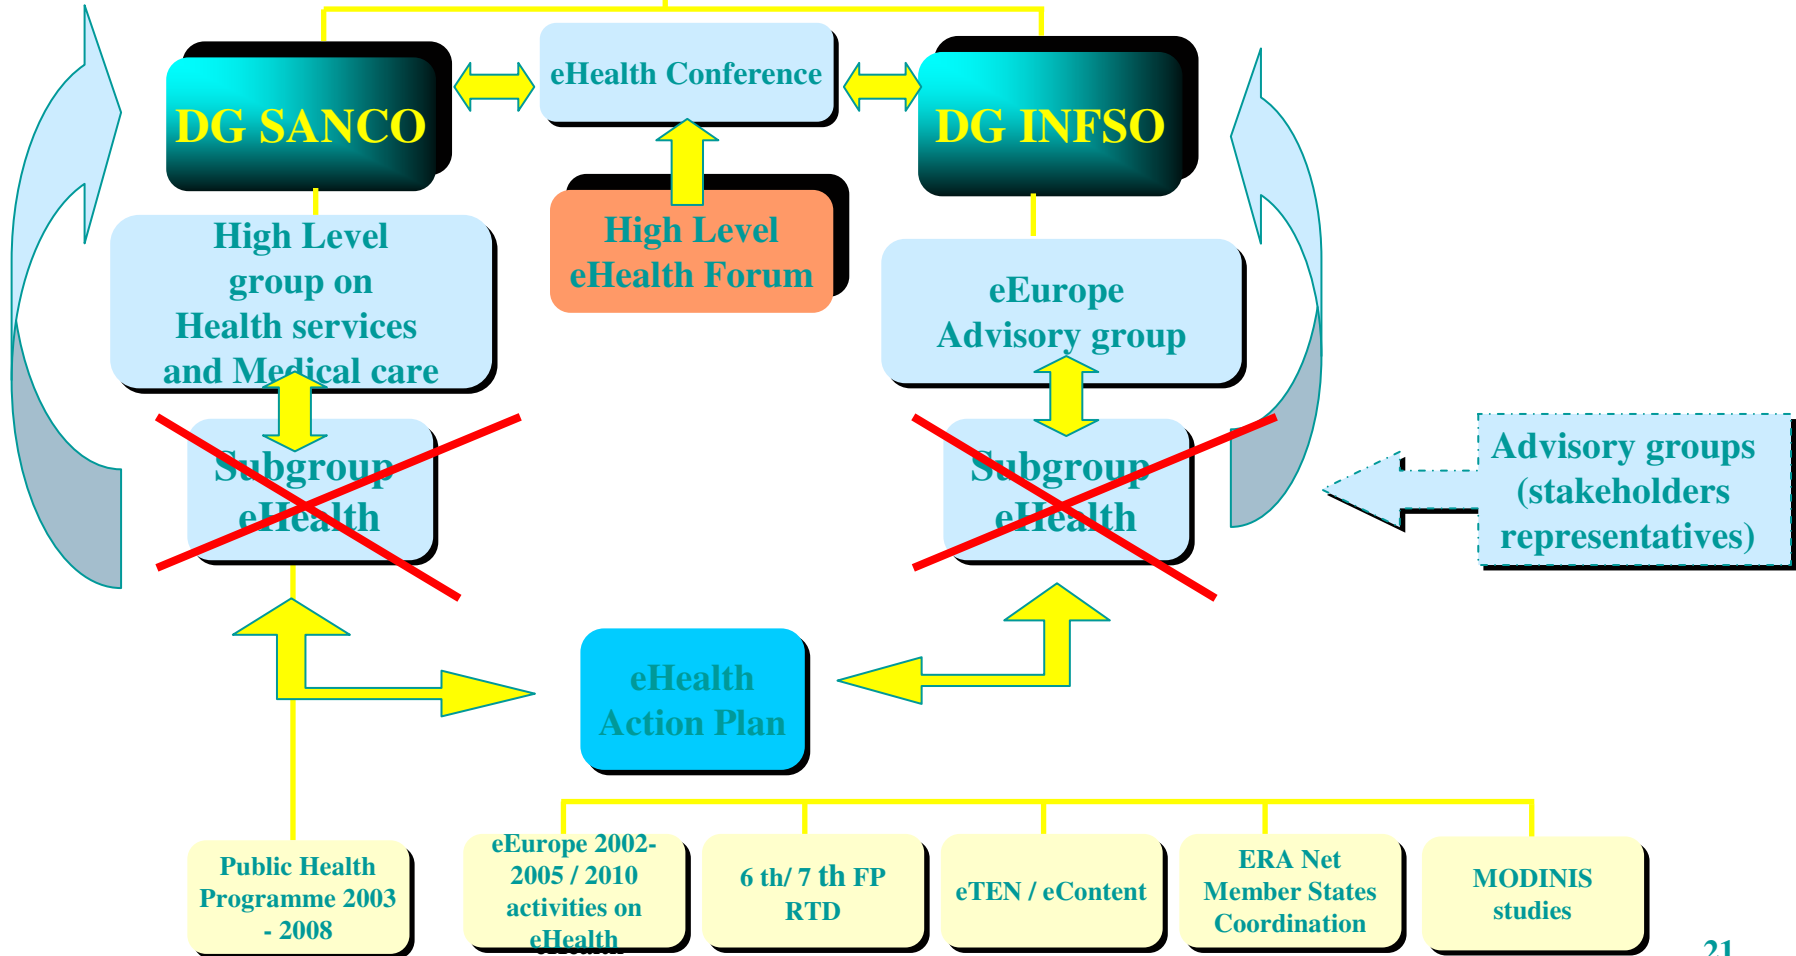 eHealth Conference
DG SANCO
DG INFSO
High Level
group on
Health services
and Medical care
High Level
eHealth Forum
eEurope
Advisory group
Subgroup
eHealth
Subgroup
eHealth
Advisory groups
(stakeholders
representatives)
eHealth
Action Plan
Public Health
Programme 2003
- 2008
eEurope 2002-
2005 / 2010
activities on
eHealth
6 th/ 7 th FP
RTD
eTEN / eContent
ERA Net
Member States
Coordination
MODINIS
studies
21